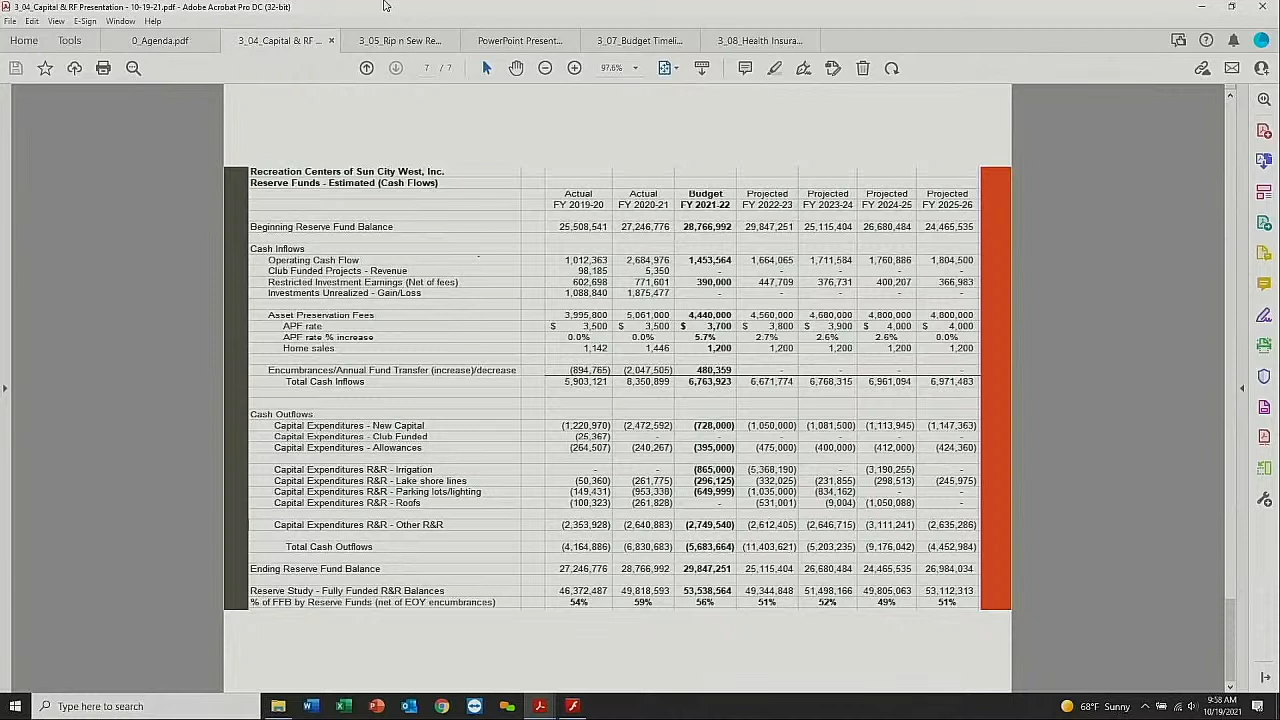 3_04_Capital & RF Presentation - 10-19-21.pdf - Adobe Acrobat Pro DC (32-bit)
File Edit View E-Sign Window Help
Home Tools 0_Agenda.pdf 3_04_Capital & RF ... × 3_05_Rip n Sew Re... PowerPoint Present... 3_07_Budget Timeli... 3_08_Health Insura...
7 / 7 97.6%
Recreation Centers of Sun City West, Inc.
Reserve Funds - Estimated (Cash Flows)
Actual Actual Budget Projected Projected Projected Projected
FY 2019-20 FY 2020-21 FY 2021-22 FY 2022-23 FY 2023-24 FY 2024-25 FY 2025-26
Beginning Reserve Fund Balance 25,508,541 27,246,776 28,766,992 29,847,251 25,115,404 26,680,484 24,465,535
Cash Inflows
Operating Cash Flow 1,012,363 2,684,976 1,453,564 1,664,065 1,711,584 1,760,886 1,804,500
Club Funded Projects - Revenue 98,185 5,350 - - - - -
Restricted Investment Earnings (Net of fees) 602,698 771,601 390,000 447,709 376,731 400,207 366,983
Investments Unrealized - Gain/Loss 1,088,840 1,875,477 - - - - -
Asset Preservation Fees 3,995,800 5,061,000 4,440,000 4,560,000 4,680,000 4,800,000 4,800,000
APF rate $ 3,500 $ 3,500 $ 3,700 $ 3,800 $ 3,900 $ 4,000 $ 4,000
APF rate % increase 0.0% 0.0% 5.7% 2.7% 2.6% 2.6% 0.0%
Home sales 1,142 1,446 1,200 1,200 1,200 1,200 1,200
Encumbrances/Annual Fund Transfer (increase)/decrease (894,765) (2,047,505) 480,359 - - - -
Total Cash Inflows 5,903,121 8,350,899 6,763,923 6,671,774 6,768,315 6,961,094 6,971,483
Cash Outflows
Capital Expenditures - New Capital (1,220,970) (2,472,592) (728,000) (1,050,000) (1,081,500) (1,113,945) (1,147,363)
Capital Expenditures - Club Funded (25,367) - - - - - -
Capital Expenditures - Allowances (264,507) (240,267) (395,000) (475,000) (400,000) (412,000) (424,360)
Capital Expenditures R&R - Irrigation - - (865,000) (5,368,190) - (3,190,255) -
Capital Expenditures R&R - Lake shore lines (50,360) (261,775) (296,125) (332,025) (231,855) (298,513) (245,975)
Capital Expenditures R&R - Parking lots/lighting (149,431) (953,338) (649,999) (1,035,000) (834,162) - -
Capital Expenditures R&R - Roofs (100,323) (261,828) - (531,001) (9,004) (1,050,088) -
Capital Expenditures R&R - Other R&R (2,353,928) (2,640,883) (2,749,540) (2,612,405) (2,646,715) (3,111,241) (2,635,286)
Total Cash Outflows (4,164,886) (6,830,683) (5,683,664) (11,403,621) (5,203,235) (9,176,042) (4,452,984)
Ending Reserve Fund Balance 27,246,776 28,766,992 29,847,251 25,115,404 26,680,484 24,465,535 26,984,034
Reserve Study - Fully Funded R&R Balances 46,372,487 49,818,593 53,538,564 49,344,848 51,498,166 49,805,063 53,112,313
% of FFB by Reserve Funds (net of EOY encumbrances) 54% 59% 56% 51% 52% 49% 51%
Type here to search
68°F Sunny
9:58 AM
10/19/2021